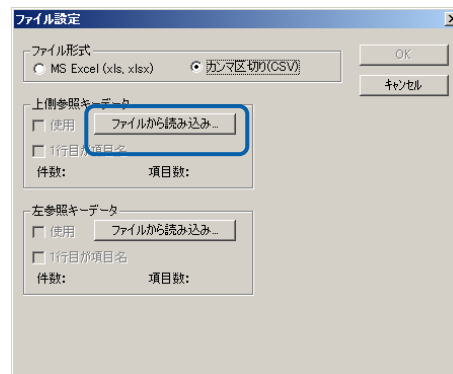 ファイル設定
ファイル形式
MS Excel (xls, xlsx) カンマ区切り(CSV)
OK
キャンセル
上側参照キーデータ
使用 ファイルから読み込み...
1行目が項目名
件数: 項目数:
左参照キーデータ
使用 ファイルから読み込み...
1行目が項目名
件数: 項目数: